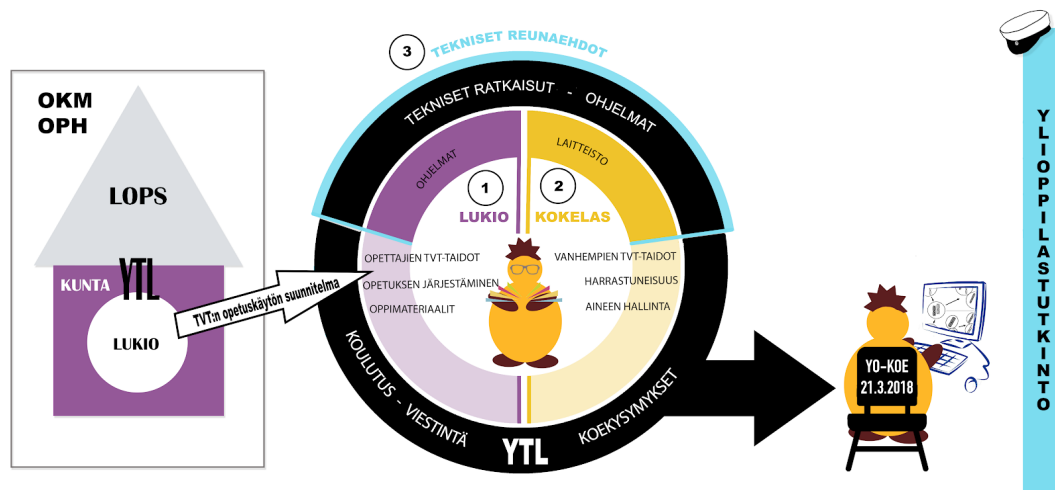 OKM
OPH
LOPS
YTL
KUNTA
LUKIO
TVT:n opetuskäytön suunnitelma
3
TEKNISET REUNAEHDOT
TEKNISET RATKAISUT - OHJELMAT
OHJELMAT
LAITTEISTO
1
2
LUKIO
KOKELAS
OPETTAJIEN TVT-TAIDOT
OPETUKSEN JÄRJESTÄMINEN
OPPIMATERIAALIT
VANHEMPIEN TVT-TAIDOT
HARRASTUNEISUUS
AINEEN HALLINTA
KOULUTUS - VIESTINTÄ
YTL
KOEKYSYMYKSET
YO-KOE
21.3.2018
YLIOPPILASTUTKINTO